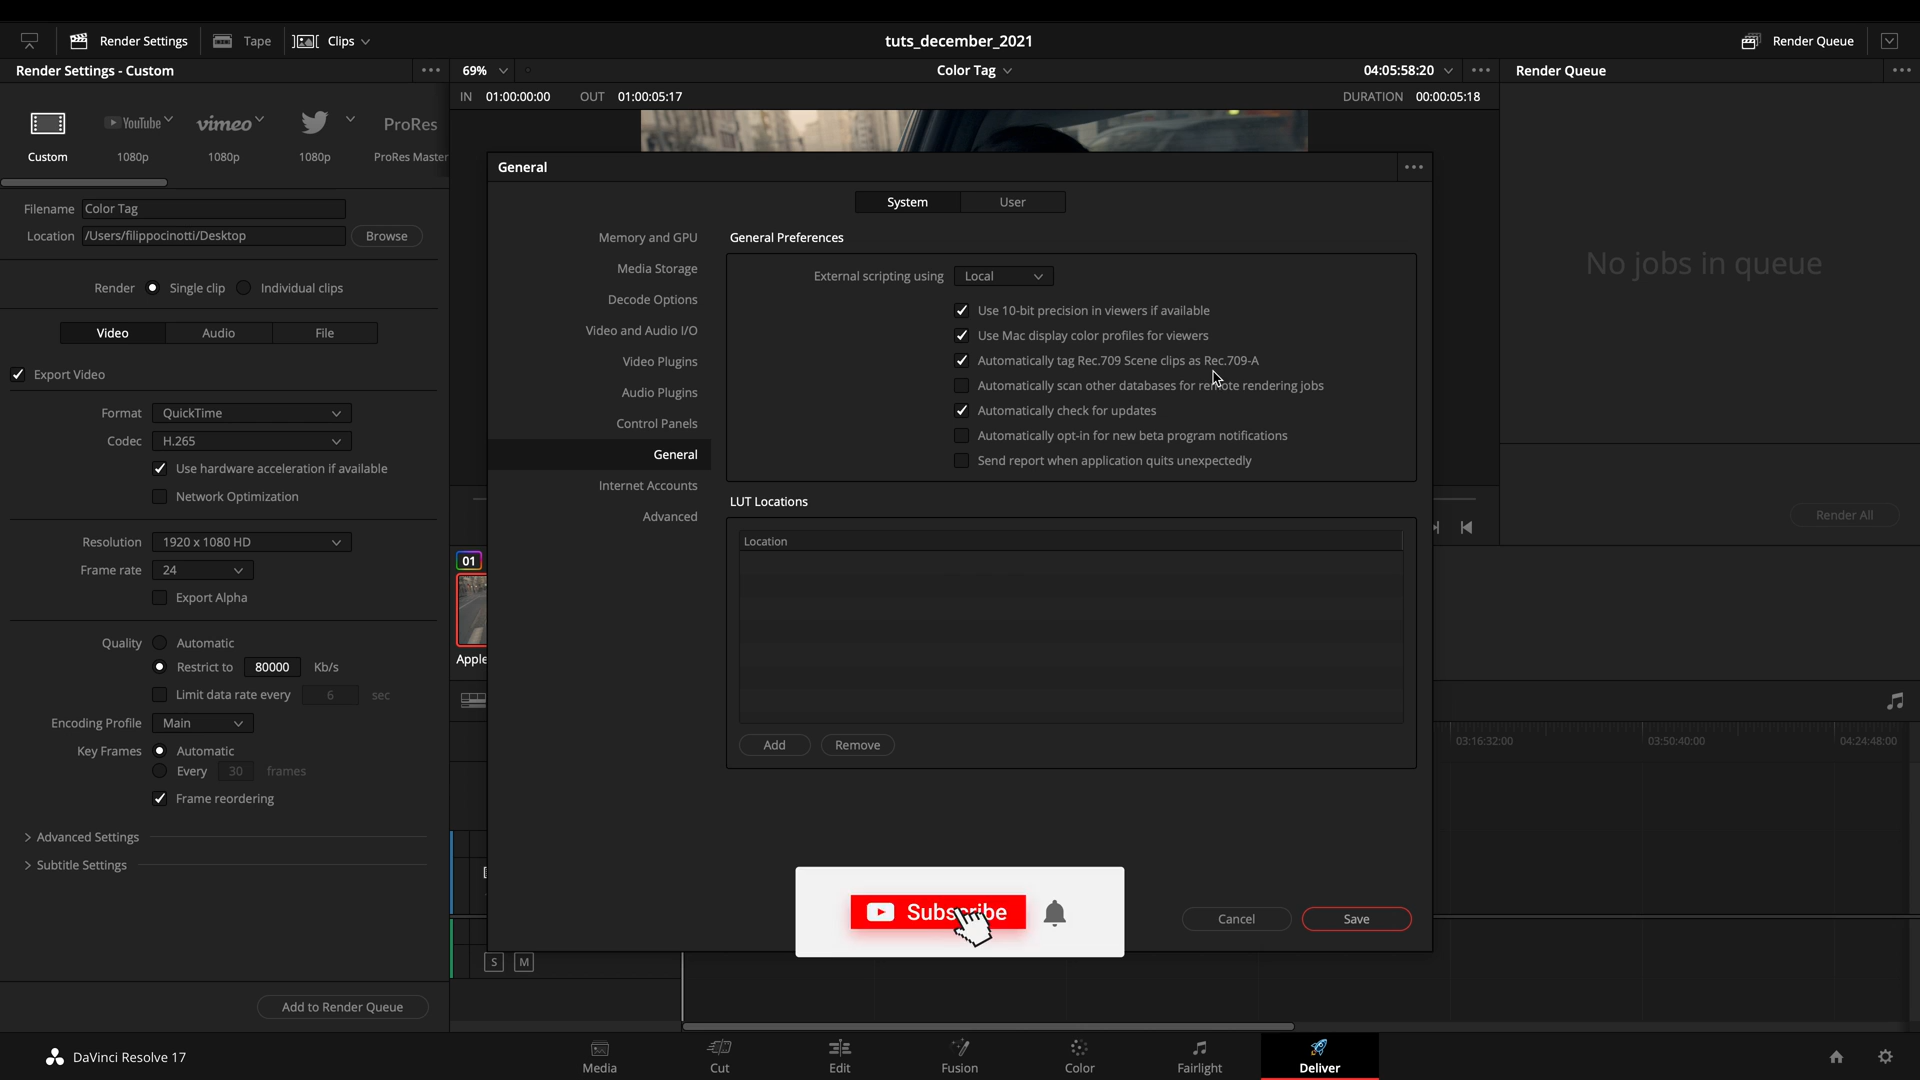 Render Settings
Tape
Clips
tuts_december_2021
Render Queue
Render Settings - Custom
69%
Color Tag
04:05:58:20
Render Queue
IN 01:00:00:00 OUT 01:00:05:17
DURATION 00:00:05:18
YouTube
vimeo
ProRes
Custom
1080p
1080p
1080p
ProRes Master
Filename Color Tag
Location /Users/filippocinotti/Desktop Browse
Render Single clip Individual clips
Video Audio File
Export Video
Format QuickTime
Codec H.265
Use hardware acceleration if available
Network Optimization
Resolution 1920 x 1080 HD
Frame rate 24
Export Alpha
Quality Automatic
Restrict to 80000 Kb/s
Limit data rate every 6 sec
Encoding Profile Main
Key Frames Automatic
Every 30 frames
Frame reordering
Advanced Settings
Subtitle Settings
Add to Render Queue
General
System User
Memory and GPU
Media Storage
Decode Options
Video and Audio I/O
Video Plugins
Audio Plugins
Control Panels
General
Internet Accounts
Advanced
General Preferences
External scripting using Local
Use 10-bit precision in viewers if available
Use Mac display color profiles for viewers
Automatically tag Rec.709 Scene clips as Rec.709-A
Automatically scan other databases for remote rendering jobs
Automatically check for updates
Automatically opt-in for new beta program notifications
Send report when application quits unexpectedly
LUT Locations
Location
Add Remove
Subscribe
Cancel Save
No jobs in queue
Render All
01
Apple
03:16:32:00 03:50:40:00 04:24:48:00
S M
DaVinci Resolve 17
Media
Cut
Edit
Fusion
Color
Fairlight
Deliver